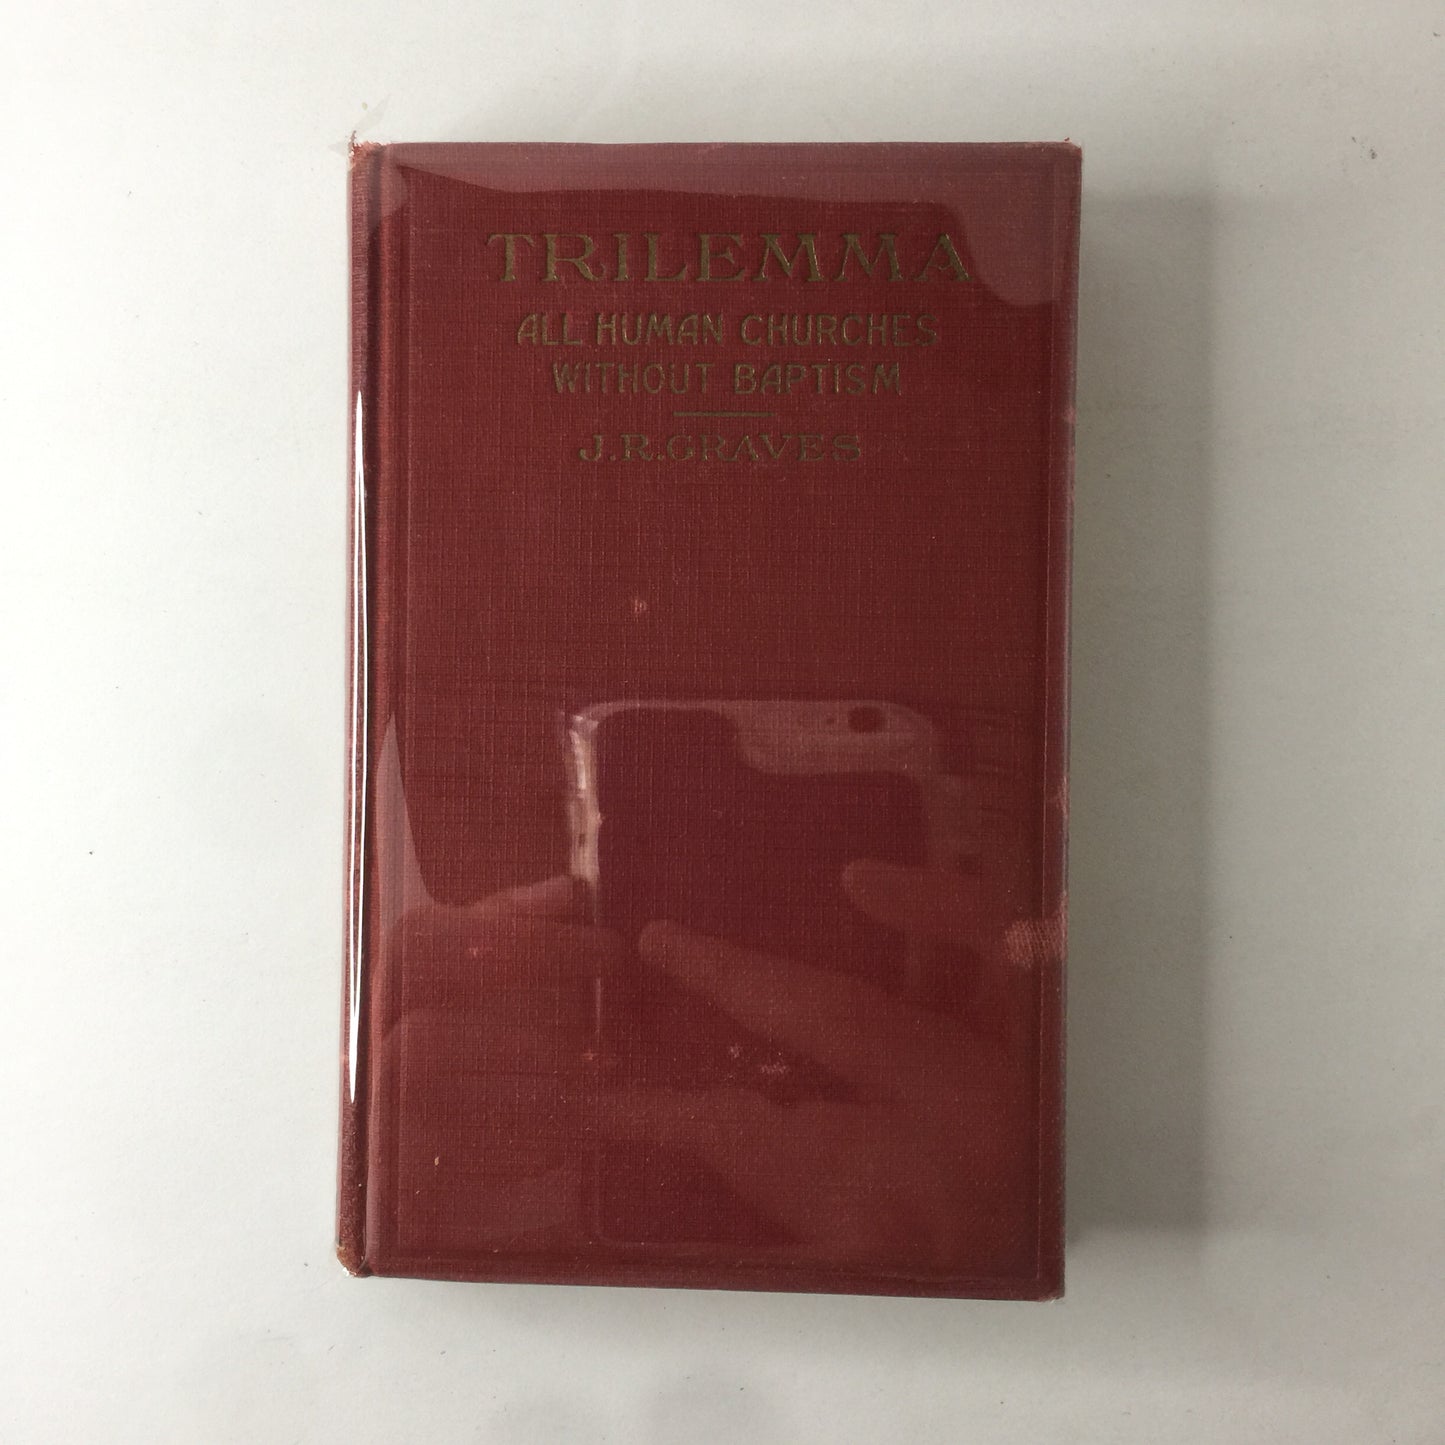 TRILEMMA
ALL HUMAN CHURCHES
WITHOUT BAPTISM
J.R.GRAVES